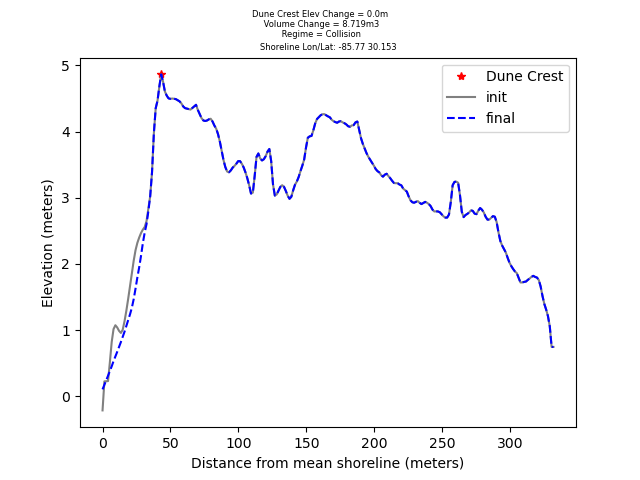 Dune Crest Elev Change = 0.0m
Volume Change = 8.719m3
Regime = Collision
Shoreline Lon/Lat: -85.77 30.153
Dune Crest
init
final
5
4
3
2
1
0
Elevation (meters)
0 50 100 150 200 250 300
Distance from mean shoreline (meters)